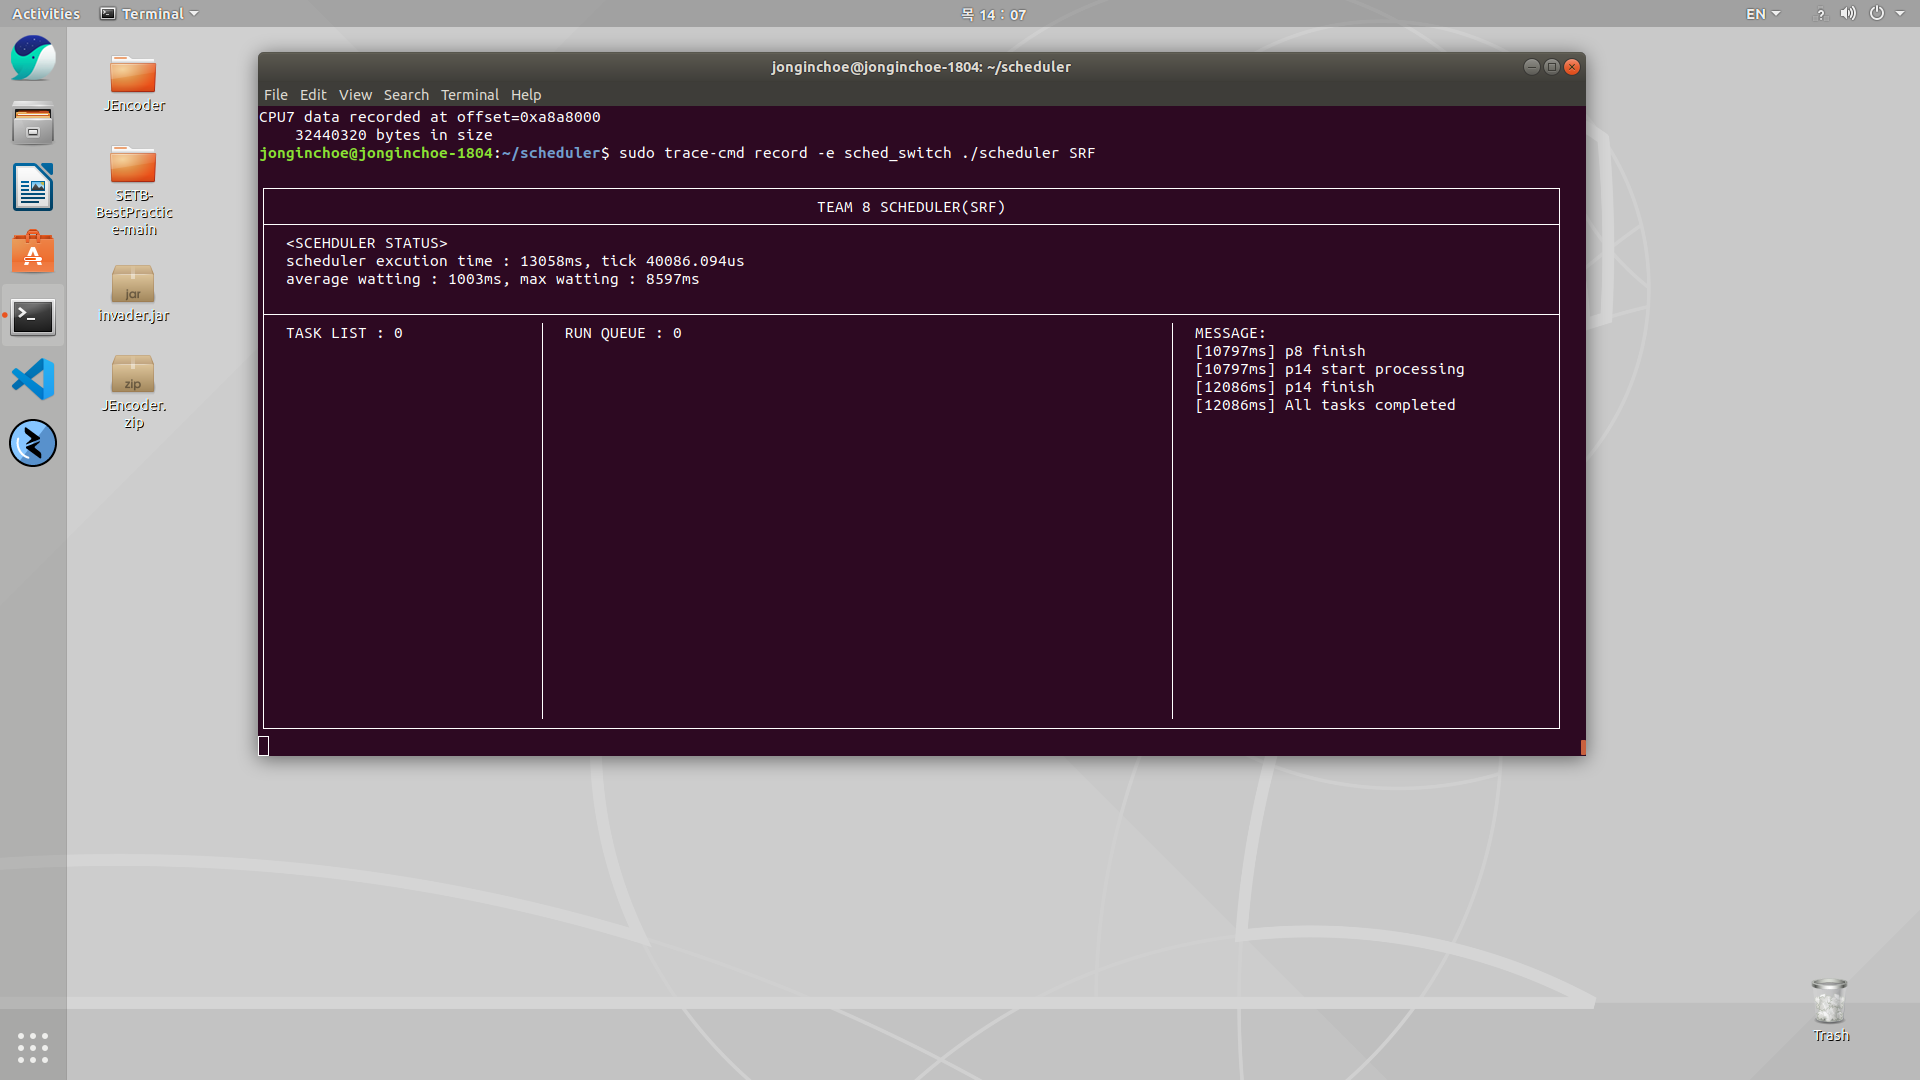 Activities
Terminal
목 14 : 07
EN
?
JEncoder
SETB-
BestPractic
e-main
jar
invader.jar
zip
JEncoder.
zip
jonginchoe@jonginchoe-1804: ~/scheduler
File Edit View Search Terminal Help
CPU7 data recorded at offset=0xa8a8000
32440320 bytes in size
jonginchoe@jonginchoe-1804:~/scheduler$ sudo trace-cmd record -e sched_switch ./scheduler SRF
TEAM 8 SCHEDULER(SRF)
<SCEHDULER STATUS>
scheduler excution time : 13058ms, tick 40086.094us
average watting : 1003ms, max watting : 8597ms
TASK LIST : 0
RUN QUEUE : 0
MESSAGE:
[10797ms] p8 finish
[10797ms] p14 start processing
[12086ms] p14 finish
[12086ms] All tasks completed
Trash